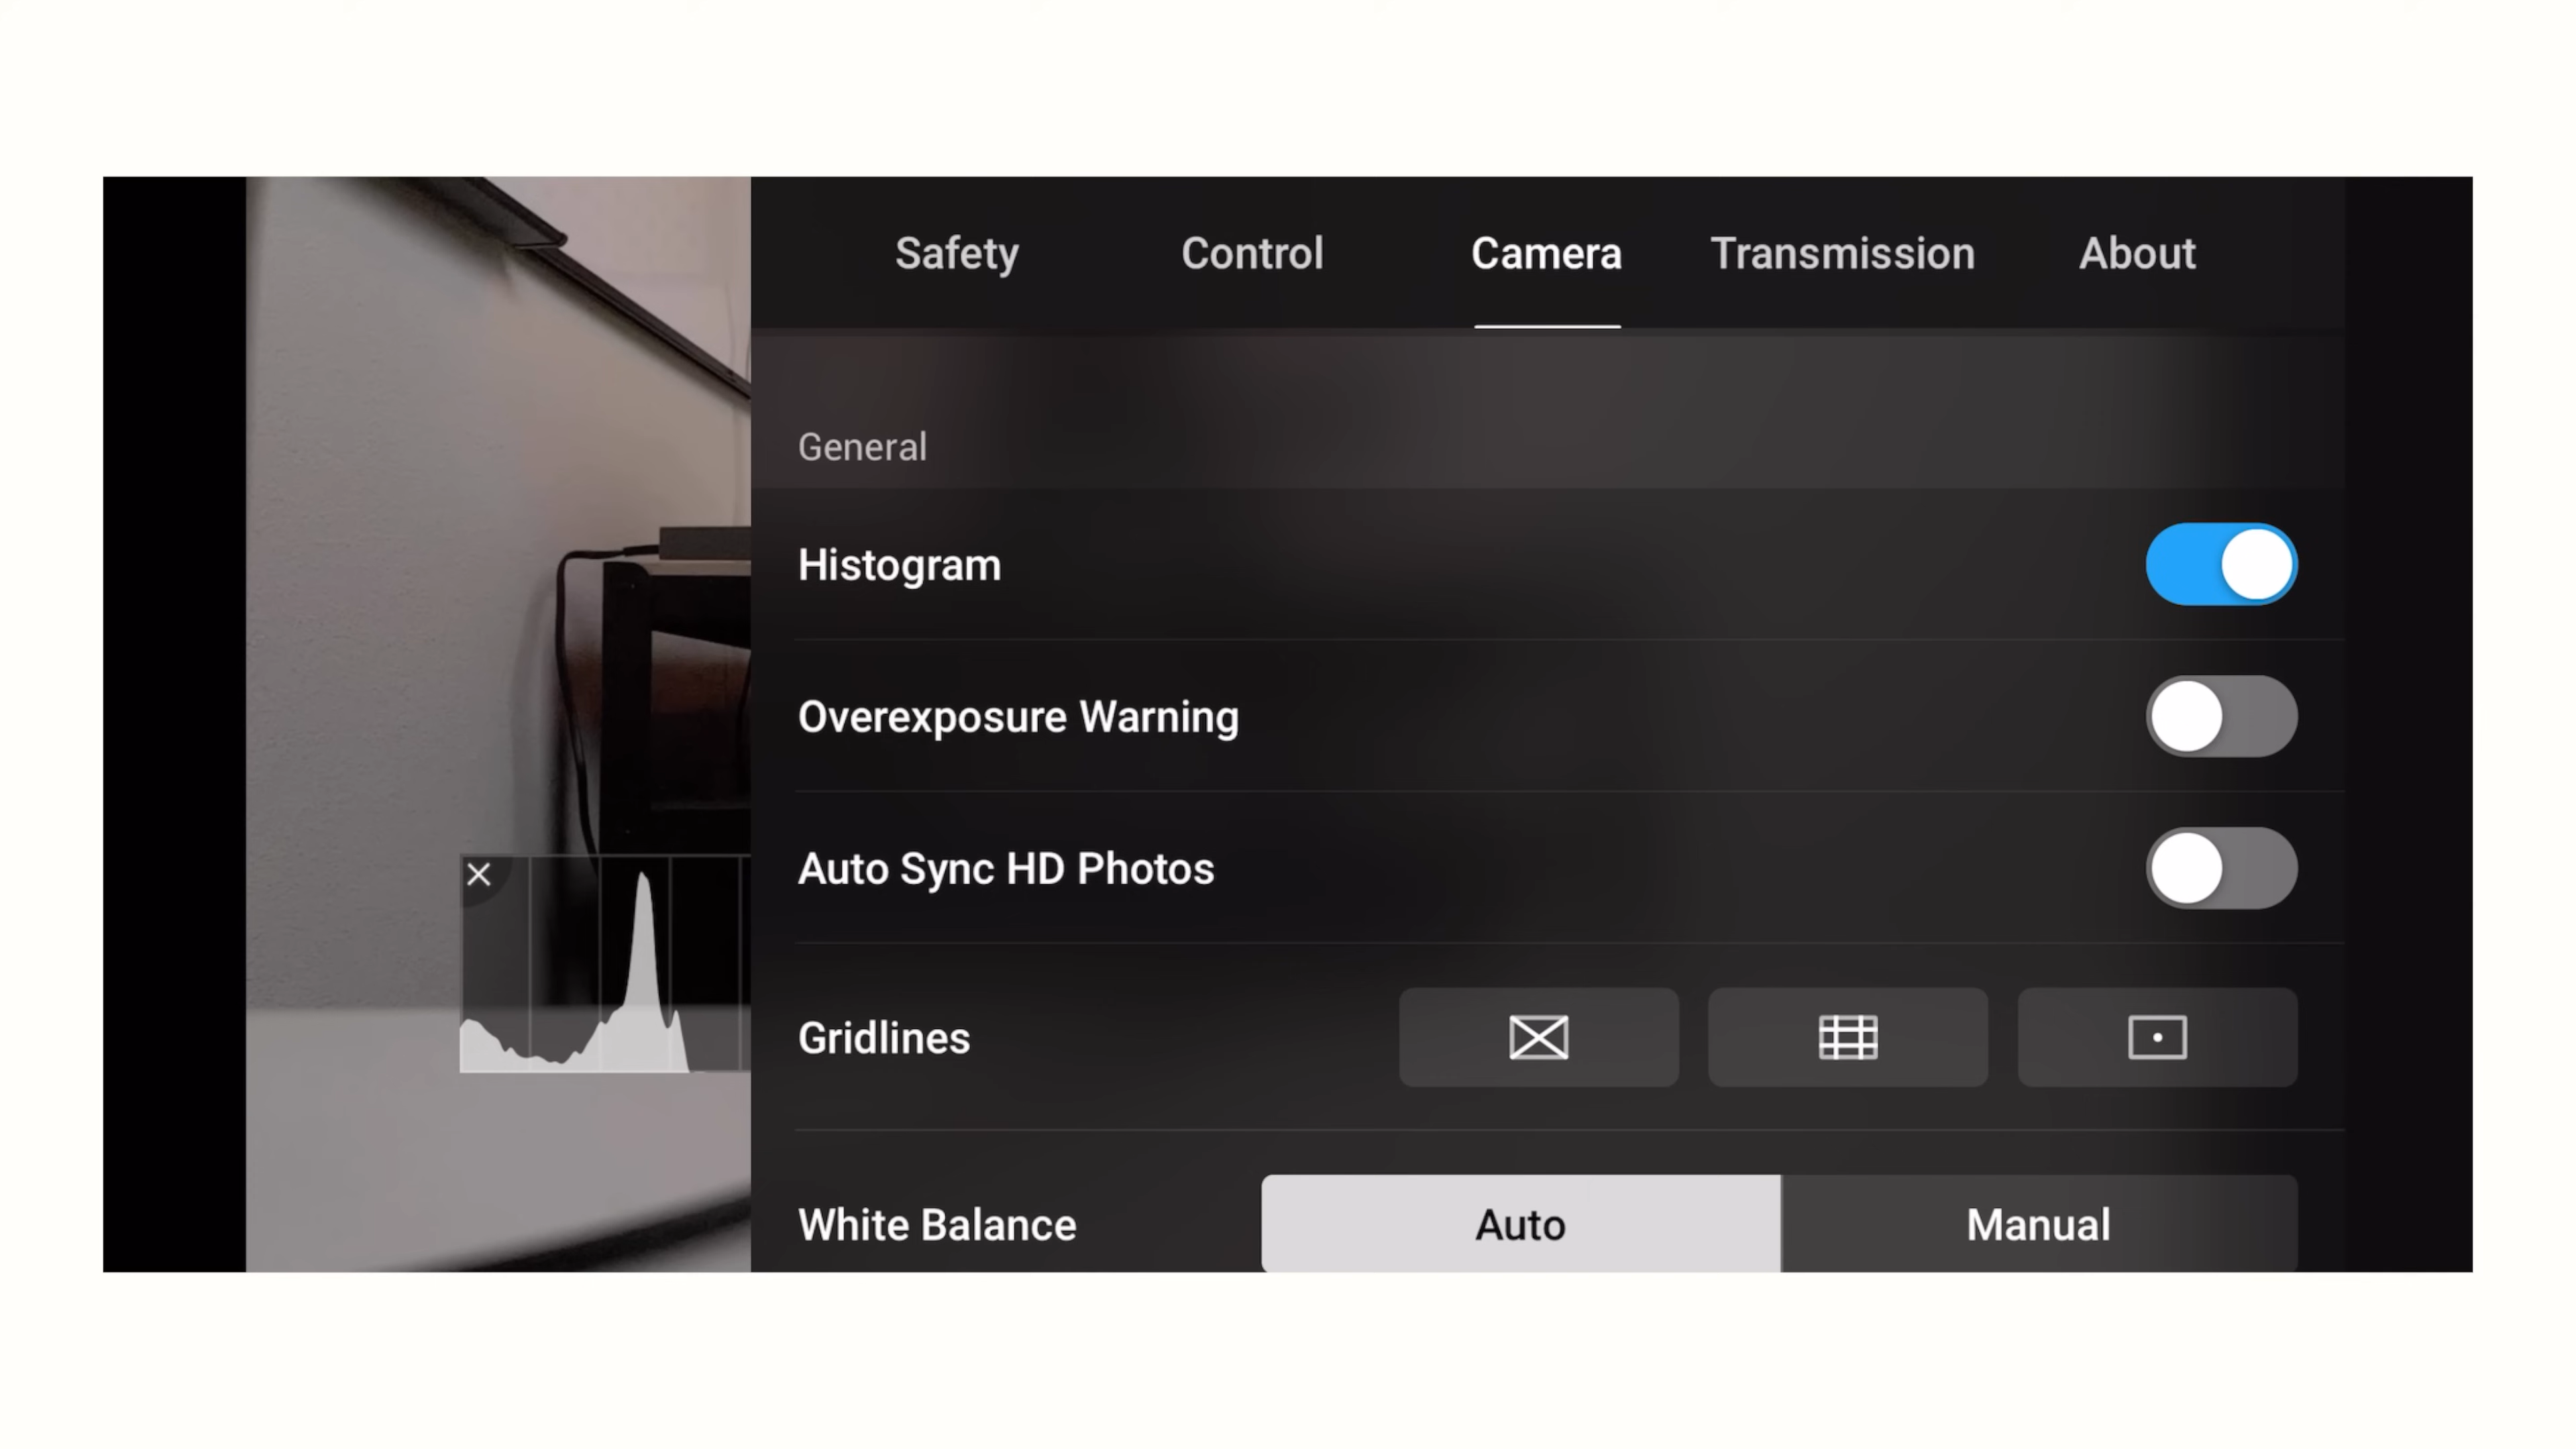 Safety Control Camera Transmission About
General
Histogram
Overexposure Warning
Auto Sync HD Photos
Gridlines
White Balance Auto Manual